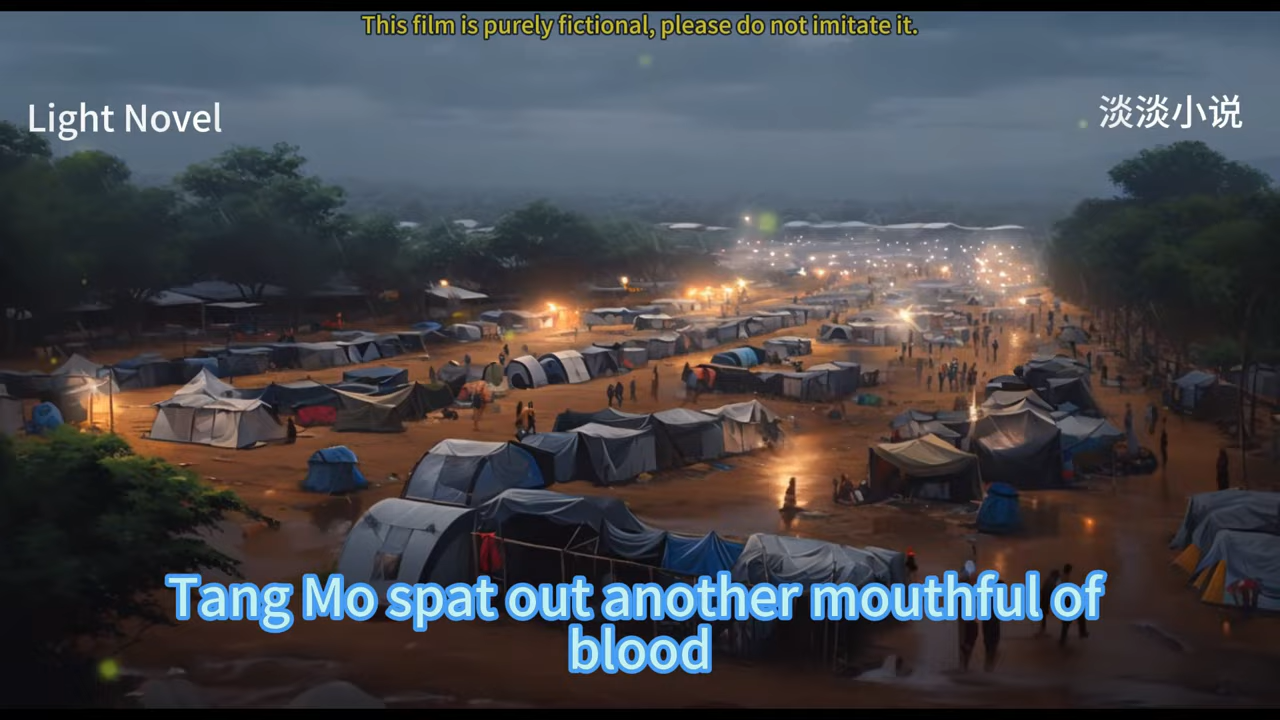 This film is purely fictional, please do not imitate it.
Light Novel
淡淡小说
Tang Mo spat out another mouthful of
blood